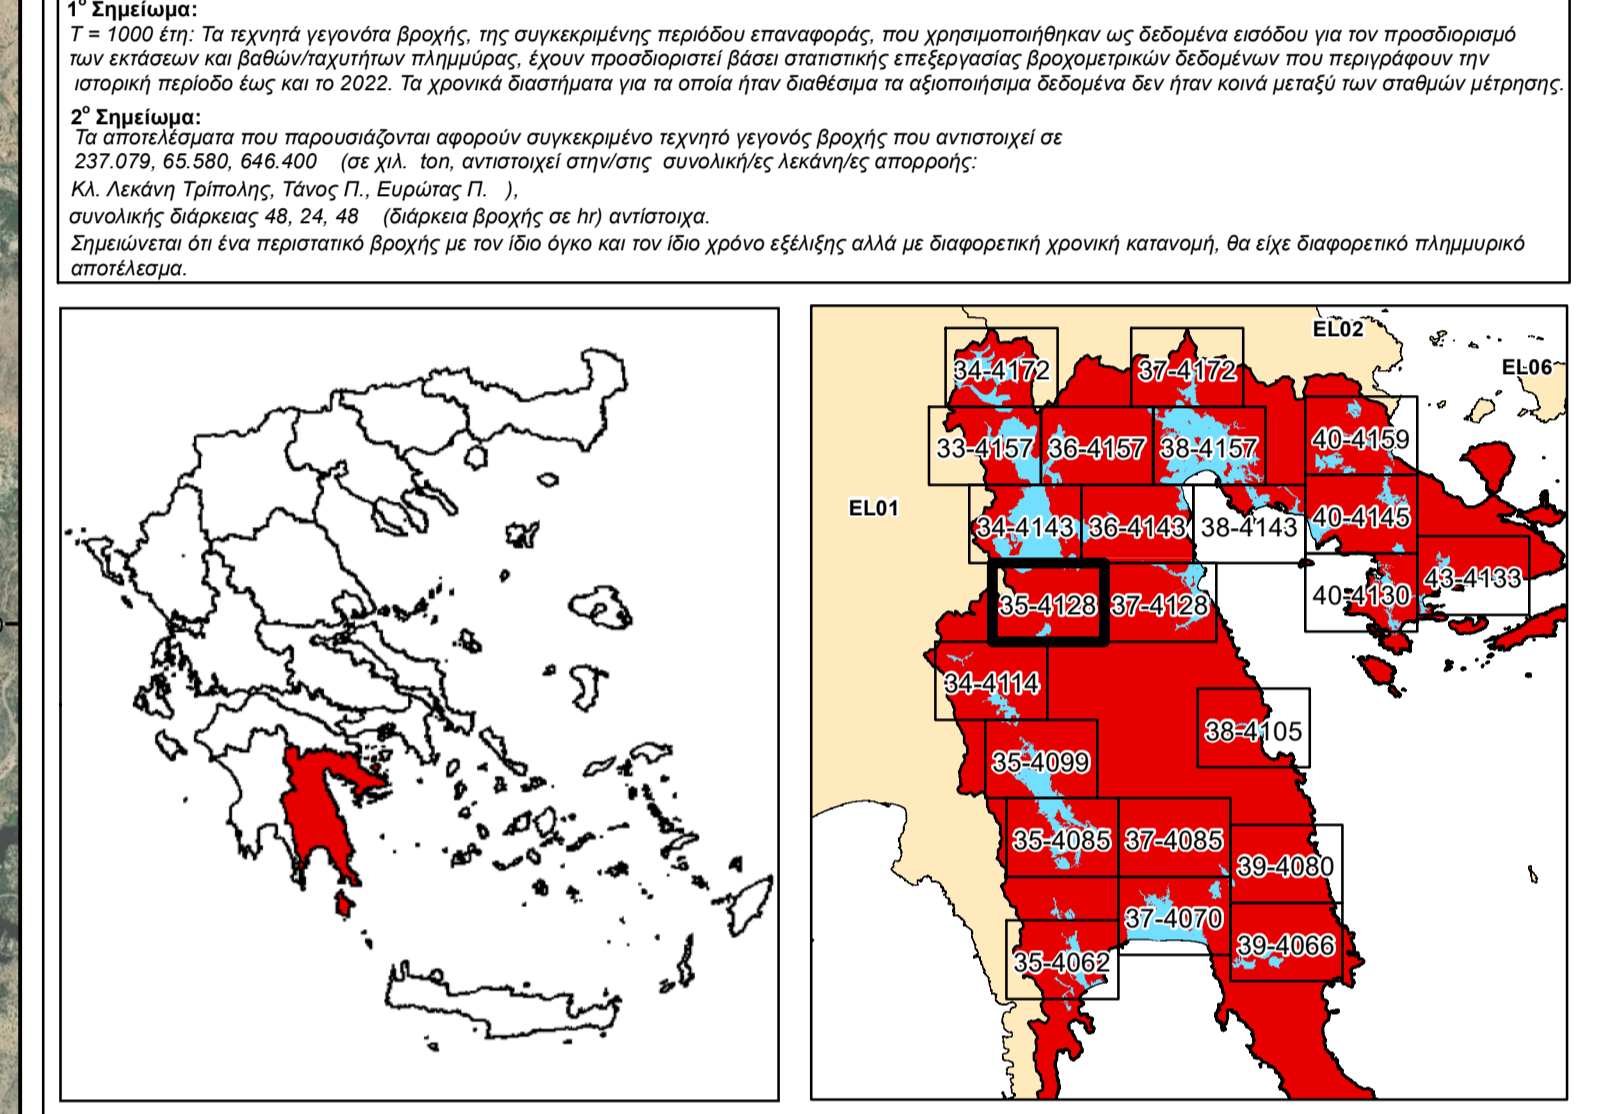 1º Σημείωμα:
T = 1000 έτη: Τα τεχνητά γεγονότα βροχής, της συγκεκριμένης περιόδου επαναφοράς, που χρησιμοποιήθηκαν ως δεδομένα εισόδου για τον προσδιορισμό
των εκτάσεων και βαθών/ταχυτήτων πλημμύρας, έχουν προσδιοριστεί βάσει στατιστικής επεξεργασίας βροχομετρικών δεδομένων που περιγράφουν την
ιστορική περίοδο έως και το 2022. Τα χρονικά διαστήματα για τα οποία ήταν διαθέσιμα τα αξιοποιήσιμα δεδομένα δεν ήταν κοινά μεταξύ των σταθμών μέτρησης.
2º Σημείωμα:
Τα αποτελέσματα που παρουσιάζονται αφορούν συγκεκριμένο τεχνητό γεγονός βροχής που αντιστοιχεί σε
237.079, 65.580, 646.400 (σε χιλ. ton, αντιστοιχεί στην/στις συνολική/ες λεκάνη/ες απορροής:
Κλ. Λεκάνη Τρίπολης, Τάνος Π., Ευρώτας Π. ),
συνολικής διάρκειας 48, 24, 48 (διάρκεια βροχής σε hr) αντίστοιχα.
Σημειώνεται ότι ένα περιστατικό βροχής με τον ίδιο όγκο και τον ίδιο χρόνο εξέλιξης αλλά με διαφορετική χρονική κατανομή, θα είχε διαφορετικό πλημμυρικό
αποτέλεσμα.
EL02
34-4172 37-4172 EL06
33-4157 36-4157 38-4157 40-4159
EL01
34-4143 36-4143 38-4143 40-4145
35-4128 37-4128 40-4130 43-4133
34-4114
38-4105
35-4099
35-4085 37-4085
39-4080
37-4070
39-4066
35-4062